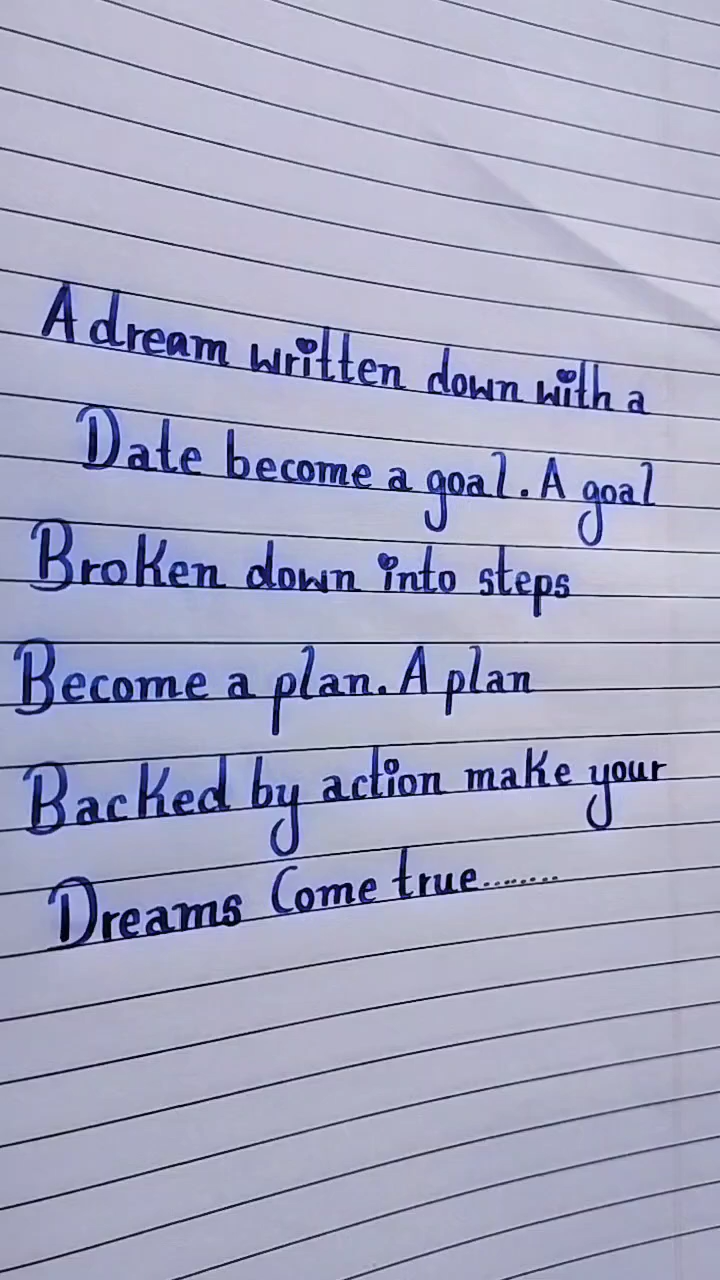 A dream written down with a
Date become a goal. A goal
Broken down into steps
Become a plan. A plan
Backed by action make your
Dreams Come true........